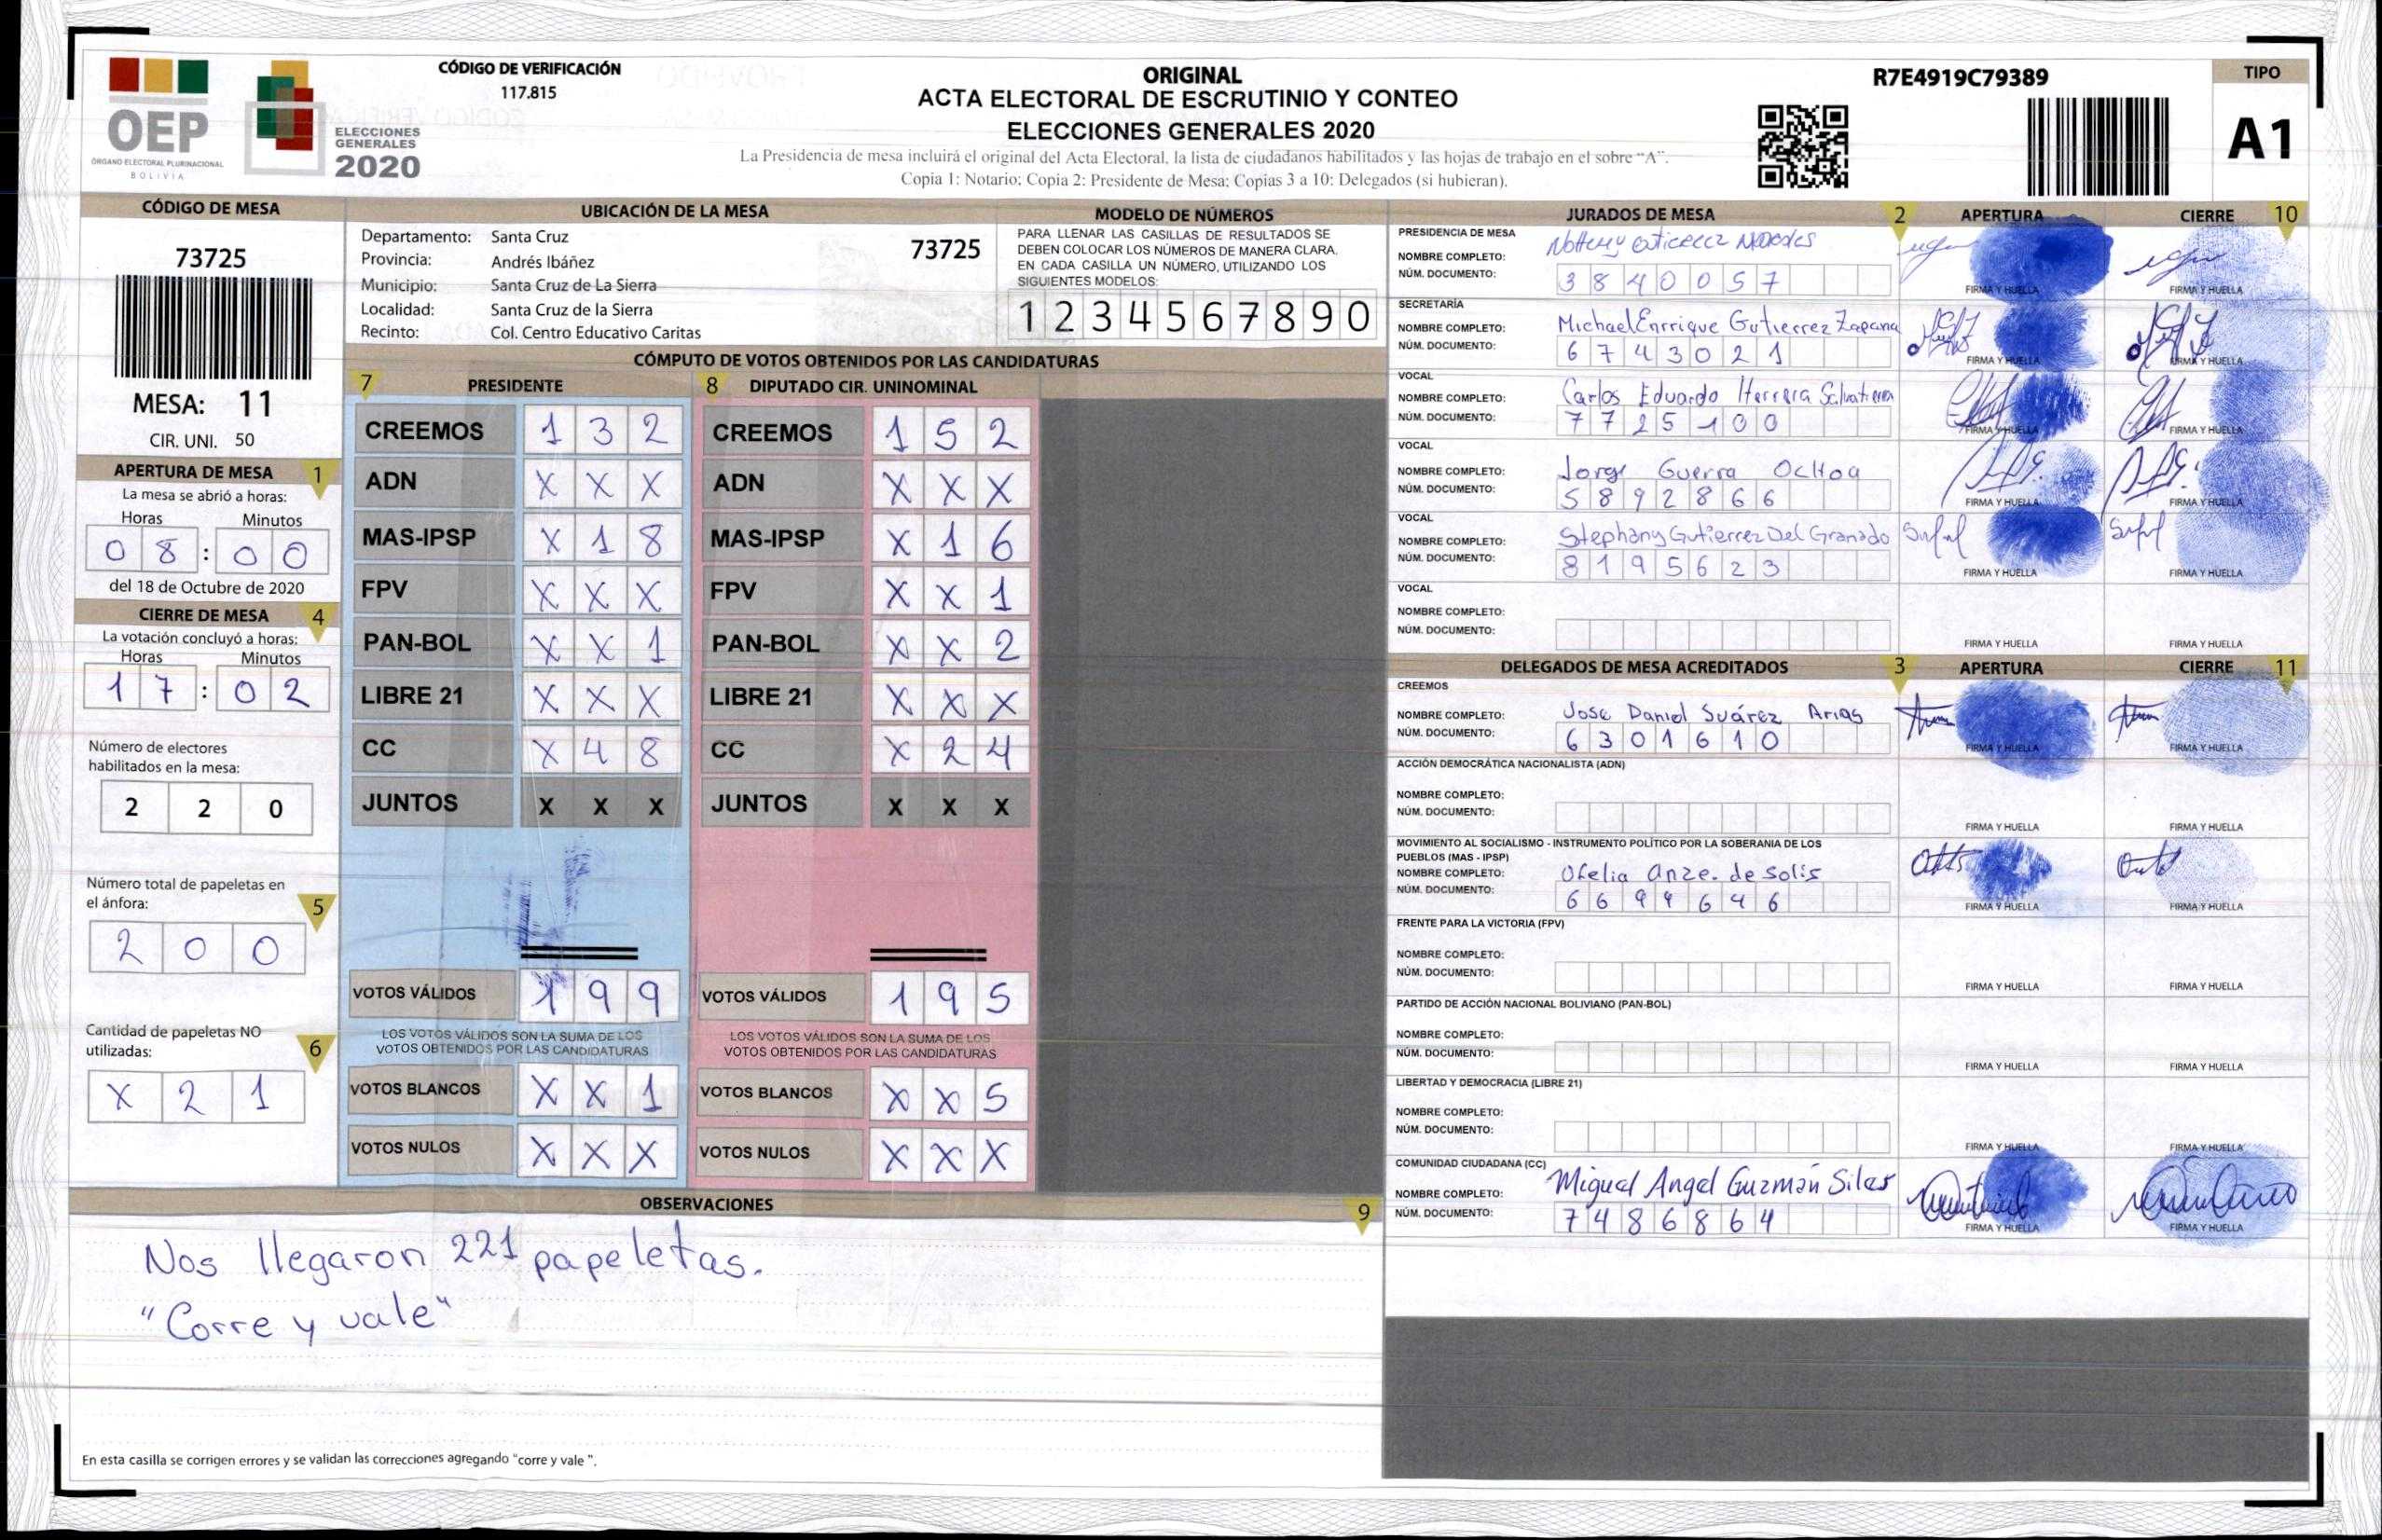 OEP
ÓRGANO ELECTORAL PLURINACIONAL
BOLIVIA
ELECCIONES
GENERALES
2020
CÓDIGO DE VERIFICACIÓN
117.815
ORIGINAL
ACTA ELECTORAL DE ESCRUTINIO Y CONTEO
ELECCIONES GENERALES 2020
La Presidencia de mesa incluirá el original del Acta Electoral, la lista de ciudadanos habilitados y las hojas de trabajo en el sobre “A”.
Copia 1: Notario; Copia 2: Presidente de Mesa; Copias 3 a 10: Delegados (si hubieran).
R7E4919C79389
TIPO
A1
CÓDIGO DE MESA
73725
MESA: 11
CIR. UNI. 50
APERTURA DE MESA 1
La mesa se abrió a horas:
Horas Minutos
0 8 : 0 0
del 18 de Octubre de 2020
CIERRE DE MESA 4
La votación concluyó a horas:
Horas Minutos
1 7 : 0 2
Número de electores
habilitados en la mesa:
2 2 0
Número total de papeletas en
el ánfora: 5
2 0 0
Cantidad de papeletas NO
utilizadas: 6
X 2 1
UBICACIÓN DE LA MESA
Departamento: Santa Cruz
73725
Provincia: Andrés Ibáñez
Municipio: Santa Cruz de La Sierra
Localidad: Santa Cruz de la Sierra
Recinto: Col. Centro Educativo Caritas
MODELO DE NÚMEROS
PARA LLENAR LAS CASILLAS DE RESULTADOS SE
DEBEN COLOCAR LOS NÚMEROS DE MANERA CLARA.
EN CADA CASILLA UN NÚMERO, UTILIZANDO LOS
SIGUIENTES MODELOS:
1 2 3 4 5 6 7 8 9 0
CÓMPUTO DE VOTOS OBTENIDOS POR LAS CANDIDATURAS
7 PRESIDENTE
CREEMOS 1 3 2
ADN X X X
MAS-IPSP X 1 8
FPV X X X
PAN-BOL X X 1
LIBRE 21 X X X
CC X 4 8
JUNTOS X X X
VOTOS VÁLIDOS 1 9 9
LOS VOTOS VÁLIDOS SON LA SUMA DE LOS
VOTOS OBTENIDOS POR LAS CANDIDATURAS
VOTOS BLANCOS X X 1
VOTOS NULOS X X X
8 DIPUTADO CIR. UNINOMINAL
CREEMOS 1 5 2
ADN X X X
MAS-IPSP X 1 6
FPV X X 1
PAN-BOL X X 2
LIBRE 21 X X X
CC X 2 4
JUNTOS X X X
VOTOS VÁLIDOS 1 9 5
LOS VOTOS VÁLIDOS SON LA SUMA DE LOS
VOTOS OBTENIDOS POR LAS CANDIDATURAS
VOTOS BLANCOS X X 5
VOTOS NULOS X X X
OBSERVACIONES 9
Nos llegaron 221 papeletas.
"Corre y vale"
En esta casilla se corrigen errores y se validan las correcciones agregando “corre y vale ”.
JURADOS DE MESA 2 APERTURA CIERRE 10
PRESIDENCIA DE MESA
NOMBRE COMPLETO:
NÚM. DOCUMENTO: 3 8 4 0 0 5 7
FIRMA Y HUELLA FIRMA Y HUELLA
SECRETARÍA
NOMBRE COMPLETO: Michael Enrrique Gutierrez Zapana
NÚM. DOCUMENTO: 6 7 4 3 0 2 1
FIRMA Y HUELLA FIRMA Y HUELLA
VOCAL
NOMBRE COMPLETO: Carlos Eduardo Herrera Salvatierra
NÚM. DOCUMENTO: 7 7 2 5 1 0 0
FIRMA Y HUELLA FIRMA Y HUELLA
VOCAL
NOMBRE COMPLETO: Jorge Guerra Ochoa
NÚM. DOCUMENTO: 5 8 9 2 8 6 6
FIRMA Y HUELLA FIRMA Y HUELLA
VOCAL
NOMBRE COMPLETO: Stephany Gutierrez Del Granado
NÚM. DOCUMENTO: 8 1 9 5 6 2 3
FIRMA Y HUELLA FIRMA Y HUELLA
VOCAL
NOMBRE COMPLETO:
NÚM. DOCUMENTO:
FIRMA Y HUELLA FIRMA Y HUELLA
DELEGADOS DE MESA ACREDITADOS 3 APERTURA CIERRE 11
CREEMOS
NOMBRE COMPLETO: Jose Daniel Suárez Arias
NÚM. DOCUMENTO: 6 3 0 1 6 1 0
FIRMA Y HUELLA FIRMA Y HUELLA
ACCIÓN DEMOCRÁTICA NACIONALISTA (ADN)
NOMBRE COMPLETO:
NÚM. DOCUMENTO:
FIRMA Y HUELLA FIRMA Y HUELLA
MOVIMIENTO AL SOCIALISMO - INSTRUMENTO POLÍTICO POR LA SOBERANIA DE LOS
PUEBLOS (MAS - IPSP)
NOMBRE COMPLETO: Ofelia Anze. de Solis
NÚM. DOCUMENTO: 6 6 9 9 6 4 6
FIRMA Y HUELLA FIRMA Y HUELLA
FRENTE PARA LA VICTORIA (FPV)
NOMBRE COMPLETO:
NÚM. DOCUMENTO:
FIRMA Y HUELLA FIRMA Y HUELLA
PARTIDO DE ACCIÓN NACIONAL BOLIVIANO (PAN-BOL)
NOMBRE COMPLETO:
NÚM. DOCUMENTO:
FIRMA Y HUELLA FIRMA Y HUELLA
LIBERTAD Y DEMOCRACIA (LIBRE 21)
NOMBRE COMPLETO:
NÚM. DOCUMENTO:
FIRMA Y HUELLA FIRMA Y HUELLA
COMUNIDAD CIUDADANA (CC)
NOMBRE COMPLETO: Miguel Angel Guzmán Siles
NÚM. DOCUMENTO: 7 4 8 6 8 6 4
FIRMA Y HUELLA FIRMA Y HUELLA